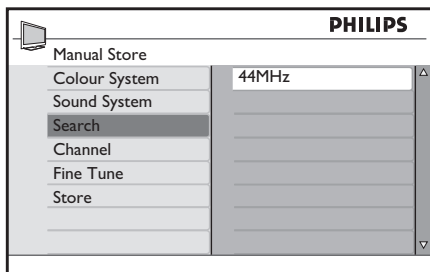 PHILIPS
Manual Store
Colour System 44MHz
Sound System
Search
Channel
Fine Tune
Store